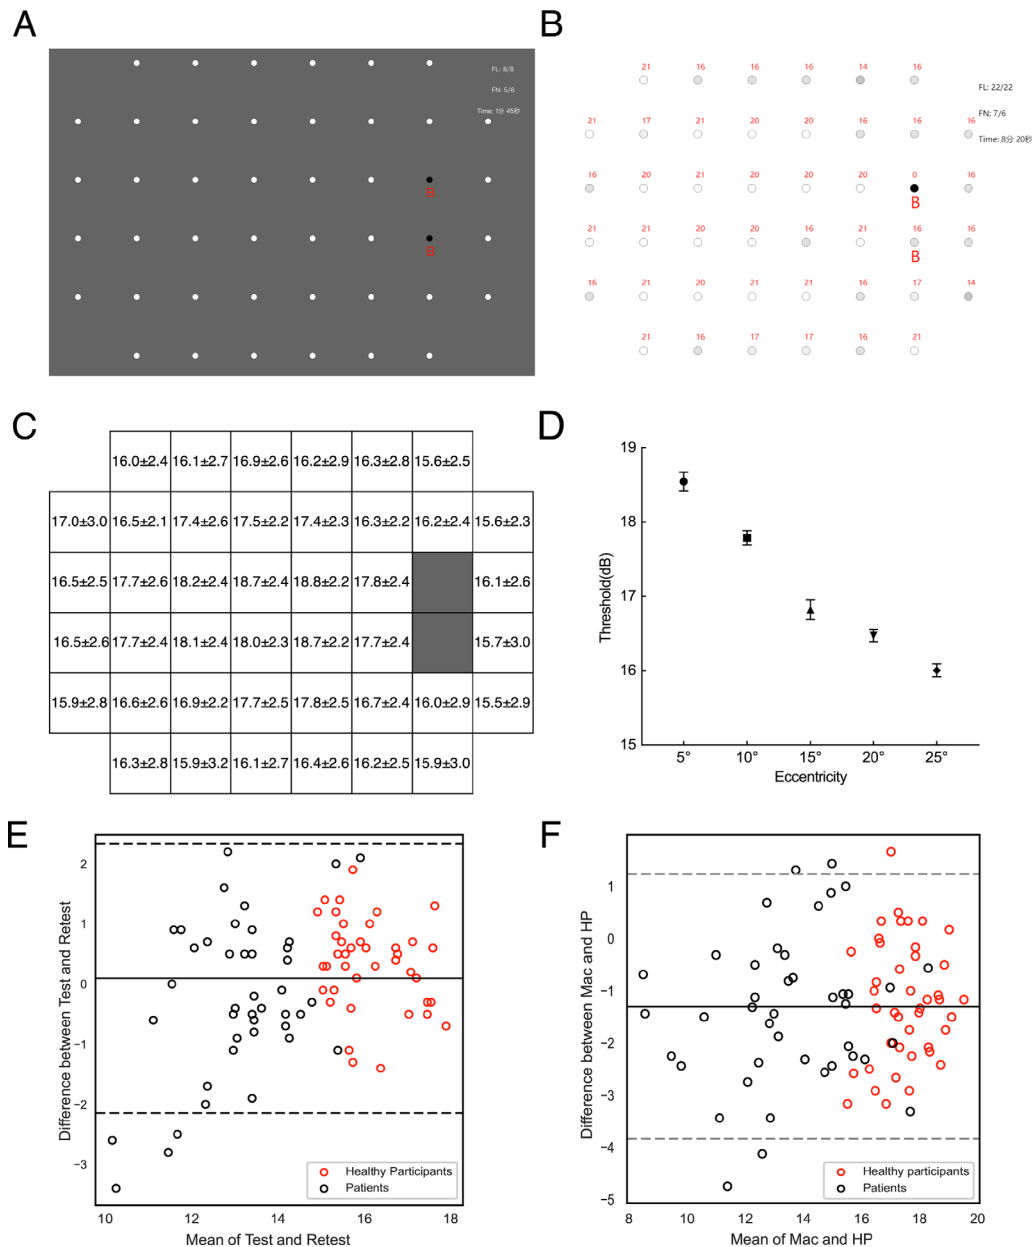 A
FL: 8/8
FN: 5/6
Time: 1分 45秒
B
B
B
21 16 16 16 14 16
FL: 22/22
21 17 21 20 20 16 16 16
FN: 7/6
Time: 8分 20秒
16 20 21 20 20 20 0 16
B
21 21 20 20 16 21 16 16
B
16 21 20 21 21 16 17 14
21 16 17 17 16 21
C
16.0±2.4 16.1±2.7 16.9±2.6 16.2±2.9 16.3±2.8 15.6±2.5
17.0±3.0 16.5±2.1 17.4±2.6 17.5±2.2 17.4±2.3 16.3±2.2 16.2±2.4 15.6±2.3
16.5±2.5 17.7±2.6 18.2±2.4 18.7±2.4 18.8±2.2 17.8±2.4 16.1±2.6
16.5±2.6 17.7±2.4 18.1±2.4 18.0±2.3 18.7±2.2 17.7±2.4 15.7±3.0
15.9±2.8 16.6±2.6 16.9±2.2 17.7±2.5 17.8±2.5 16.7±2.4 16.0±2.9 15.5±2.9
16.3±2.8 15.9±3.2 16.1±2.7 16.4±2.6 16.2±2.5 15.9±3.0
D
Threshold(dB)
19
18
17
16
15
5° 10° 15° 20° 25°
Eccentricity
E
Difference between Test and Retest
2
1
0
−1
−2
−3
Healthy Participants
Patients
10 12 14 16 18
Mean of Test and Retest
F
Difference between Mac and HP
1
0
−1
−2
−3
−4
−5
Healthy participants
Patients
8 10 12 14 16 18 20
Mean of Mac and HP